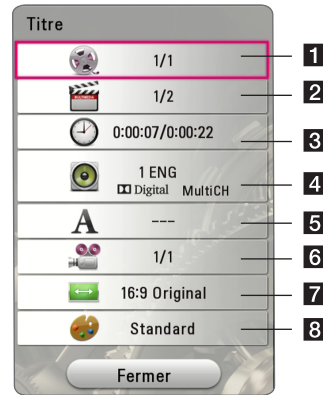 Titre
1/1 1
1/2 2
0:00:07/0:00:22 3
1 ENG
Digital MultiCH 4
A --- 5
1/1 6
16:9 Original 7
Standard 8
Fermer